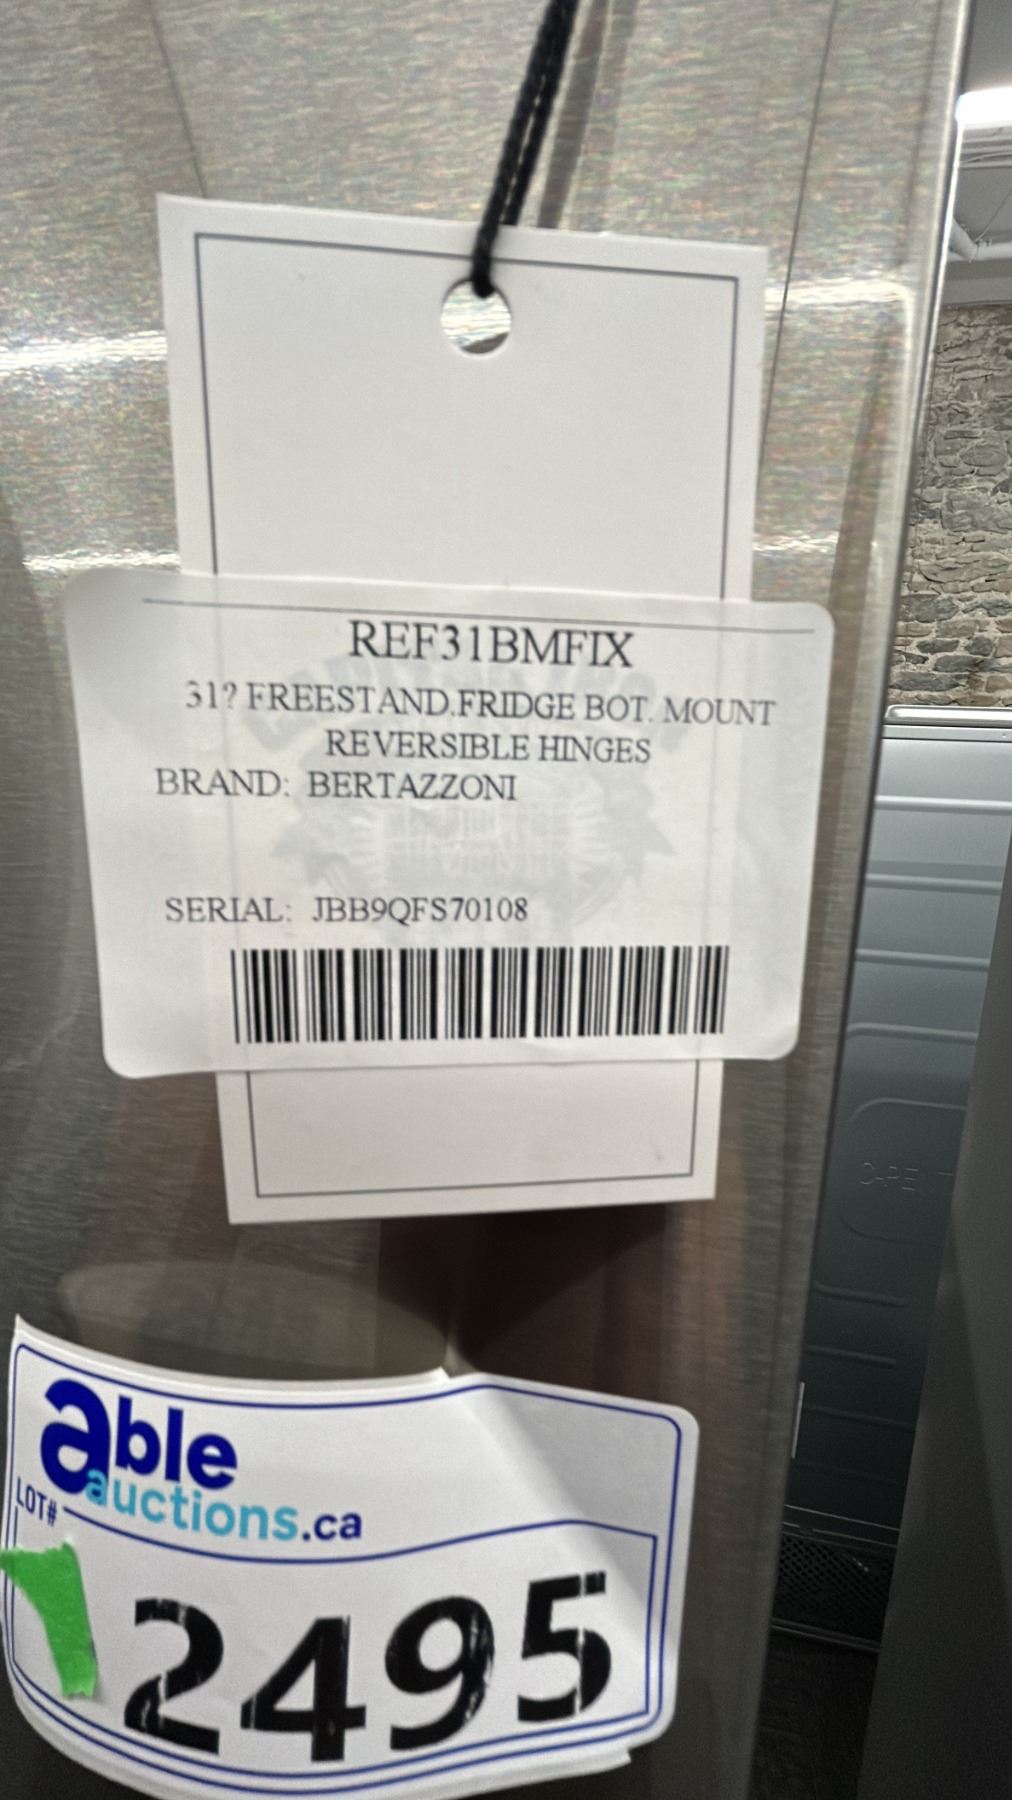 REF31BMFIX
31? FREESTAND.FRIDGE BOT. MOUNT
REVERSIBLE HINGES
BRAND: BERTAZZONI
SERIAL: JBB9QFS70108
able
auctions.ca
LOT#
2495